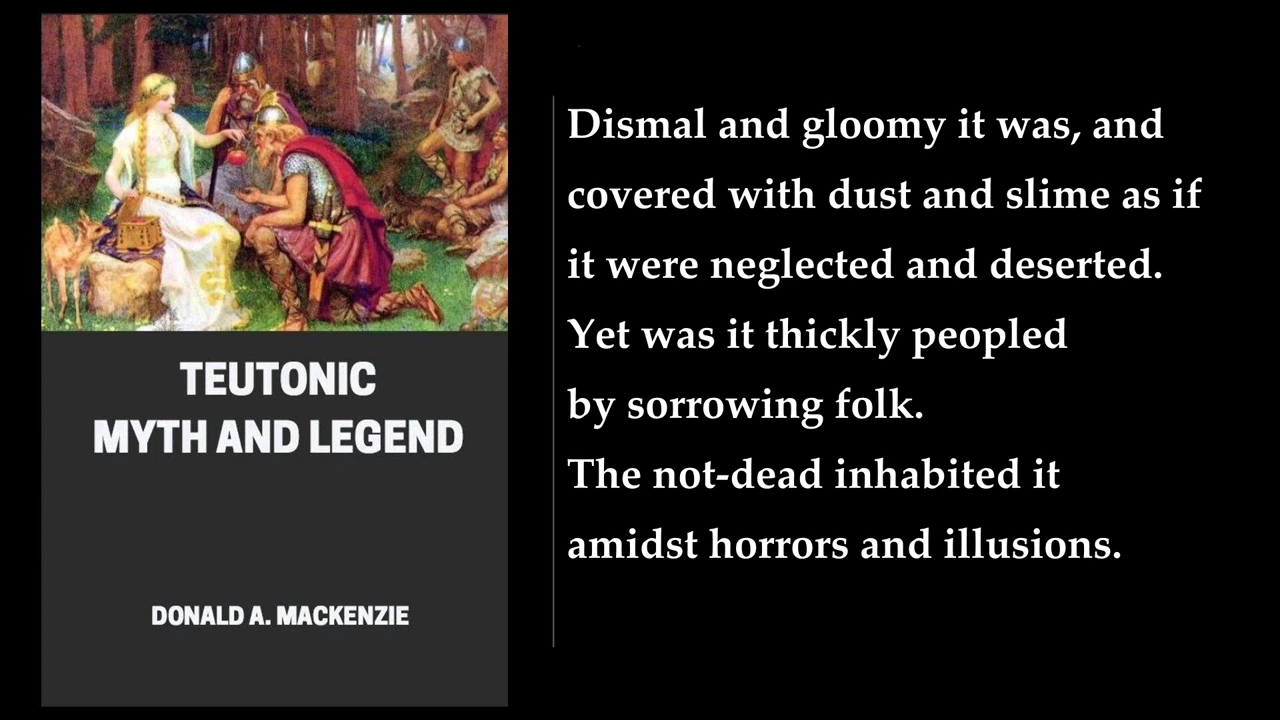 TEUTONIC
MYTH AND LEGEND
DONALD A. MACKENZIE
Dismal and gloomy it was, and
covered with dust and slime as if
it were neglected and deserted.
Yet was it thickly peopled
by sorrowing folk.
The not-dead inhabited it
amidst horrors and illusions.